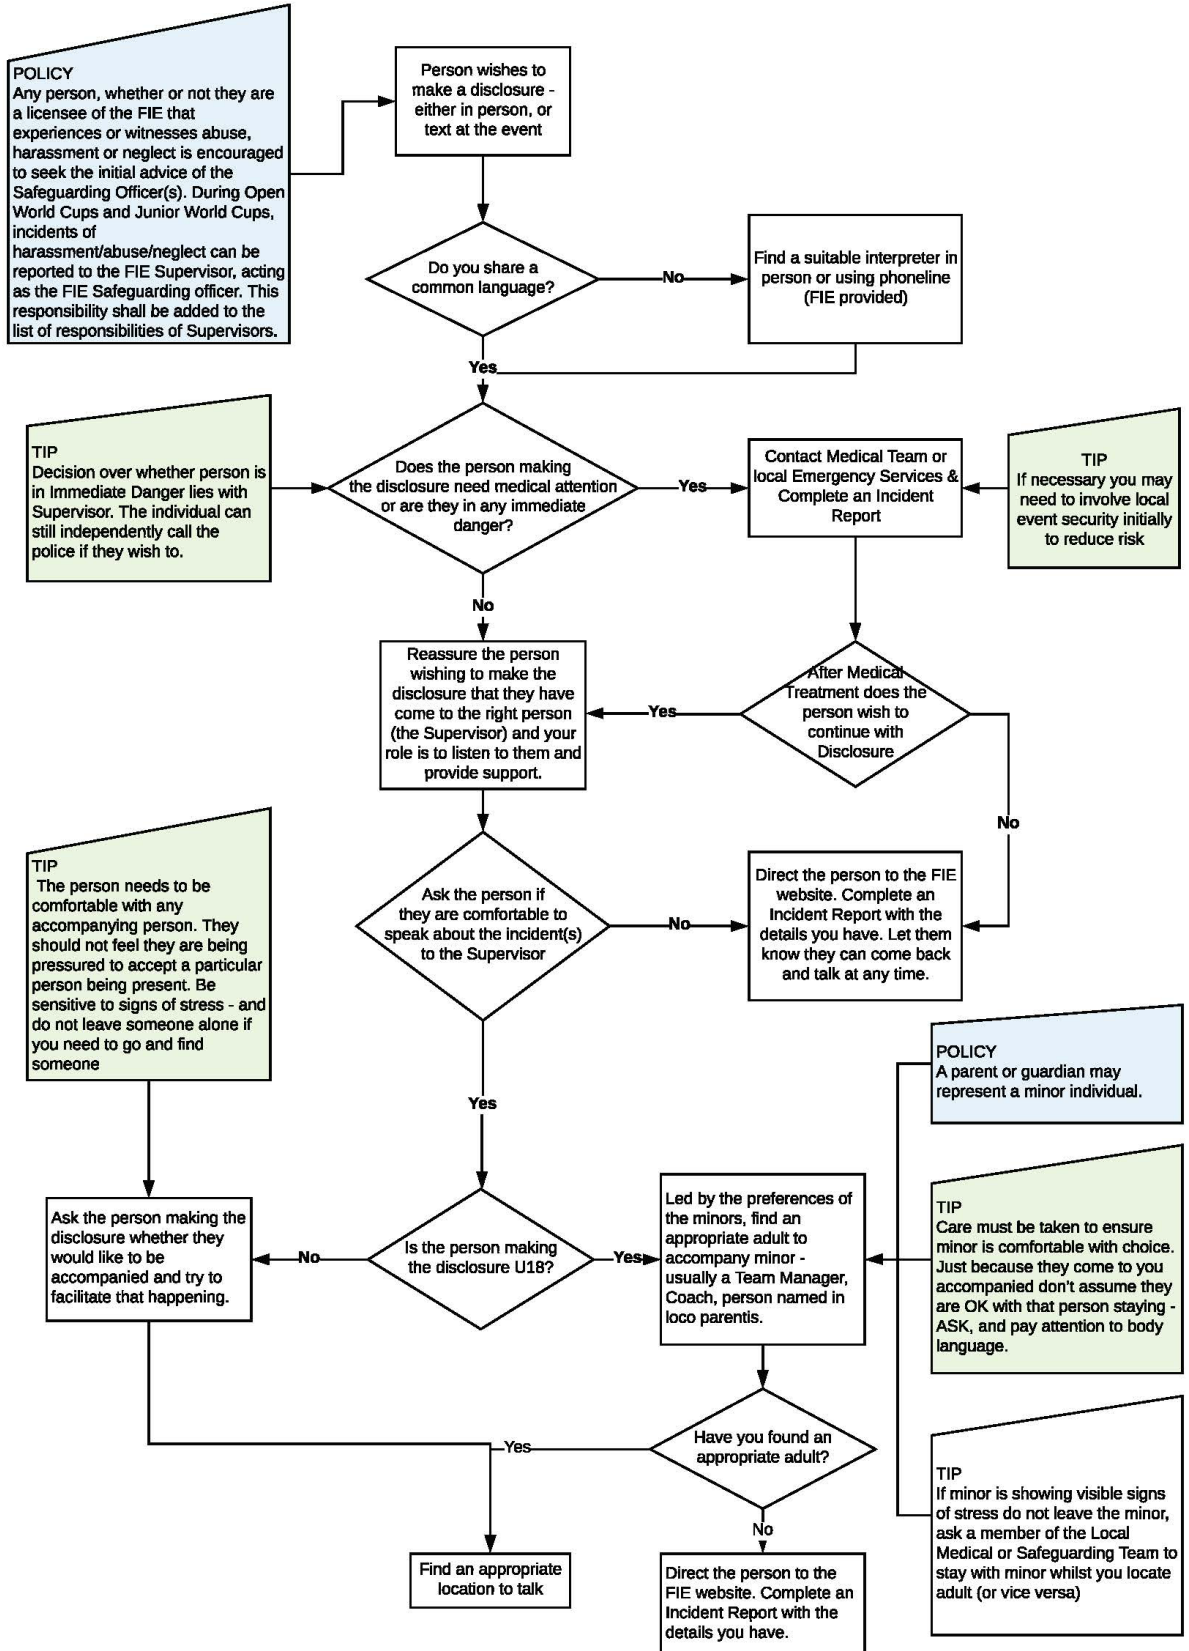 POLICY
Any person, whether or not they are
a licensee of the FIE that
experiences or witnesses abuse,
harassment or neglect is encouraged
to seek the initial advice of the
Safeguarding Officer(s). During Open
World Cups and Junior World Cups,
incidents of
harassment/abuse/neglect can be
reported to the FIE Supervisor, acting
as the FIE Safeguarding officer. This
responsibility shall be added to the
list of responsibilities of Supervisors.
Person wishes to
make a disclosure -
either in person, or
text at the event
Do you share a
common language?
No
Find a suitable interpreter in
person or using phoneline
(FIE provided)
Yes
TIP
Decision over whether person is
in Immediate Danger lies with
Supervisor. The individual can
still independently call the
police if they wish to.
Does the person making
the disclosure need medical attention
or are they in any immediate
danger?
Yes
Contact Medical Team or
local Emergency Services &
Complete an Incident
Report
TIP
If necessary you may
need to involve local
event security initially
to reduce risk
No
Reassure the person
wishing to make the
disclosure that they have
come to the right person
(the Supervisor) and your
role is to listen to them and
provide support.
Yes
After Medical
Treatment does the
person wish to
continue with
Disclosure
No
TIP
The person needs to be
comfortable with any
accompanying person. They
should not feel they are being
pressured to accept a particular
person being present. Be
sensitive to signs of stress - and
do not leave someone alone if
you need to go and find
someone
Ask the person if
they are comfortable to
speak about the incident(s)
to the Supervisor
No
Direct the person to the FIE
website. Complete an
Incident Report with the
details you have. Let them
know they can come back
and talk at any time.
Yes
POLICY
A parent or guardian may
represent a minor individual.
Ask the person making the
disclosure whether they
would like to be
accompanied and try to
facilitate that happening.
No
Is the person making
the disclosure U18?
Yes
Led by the preferences of
the minors, find an
appropriate adult to
accompany minor -
usually a Team Manager,
Coach, person named in
loco parentis.
TIP
Care must be taken to ensure
minor is comfortable with choice.
Just because they come to you
accompanied don't assume they
are OK with that person staying -
ASK, and pay attention to body
language.
Yes
Have you found an
appropriate adult?
No
TIP
If minor is showing visible signs
of stress do not leave the minor,
ask a member of the Local
Medical or Safeguarding Team to
stay with minor whilst you locate
adult (or vice versa)
Find an appropriate
location to talk
Direct the person to the
FIE website. Complete an
Incident Report with the
details you have.